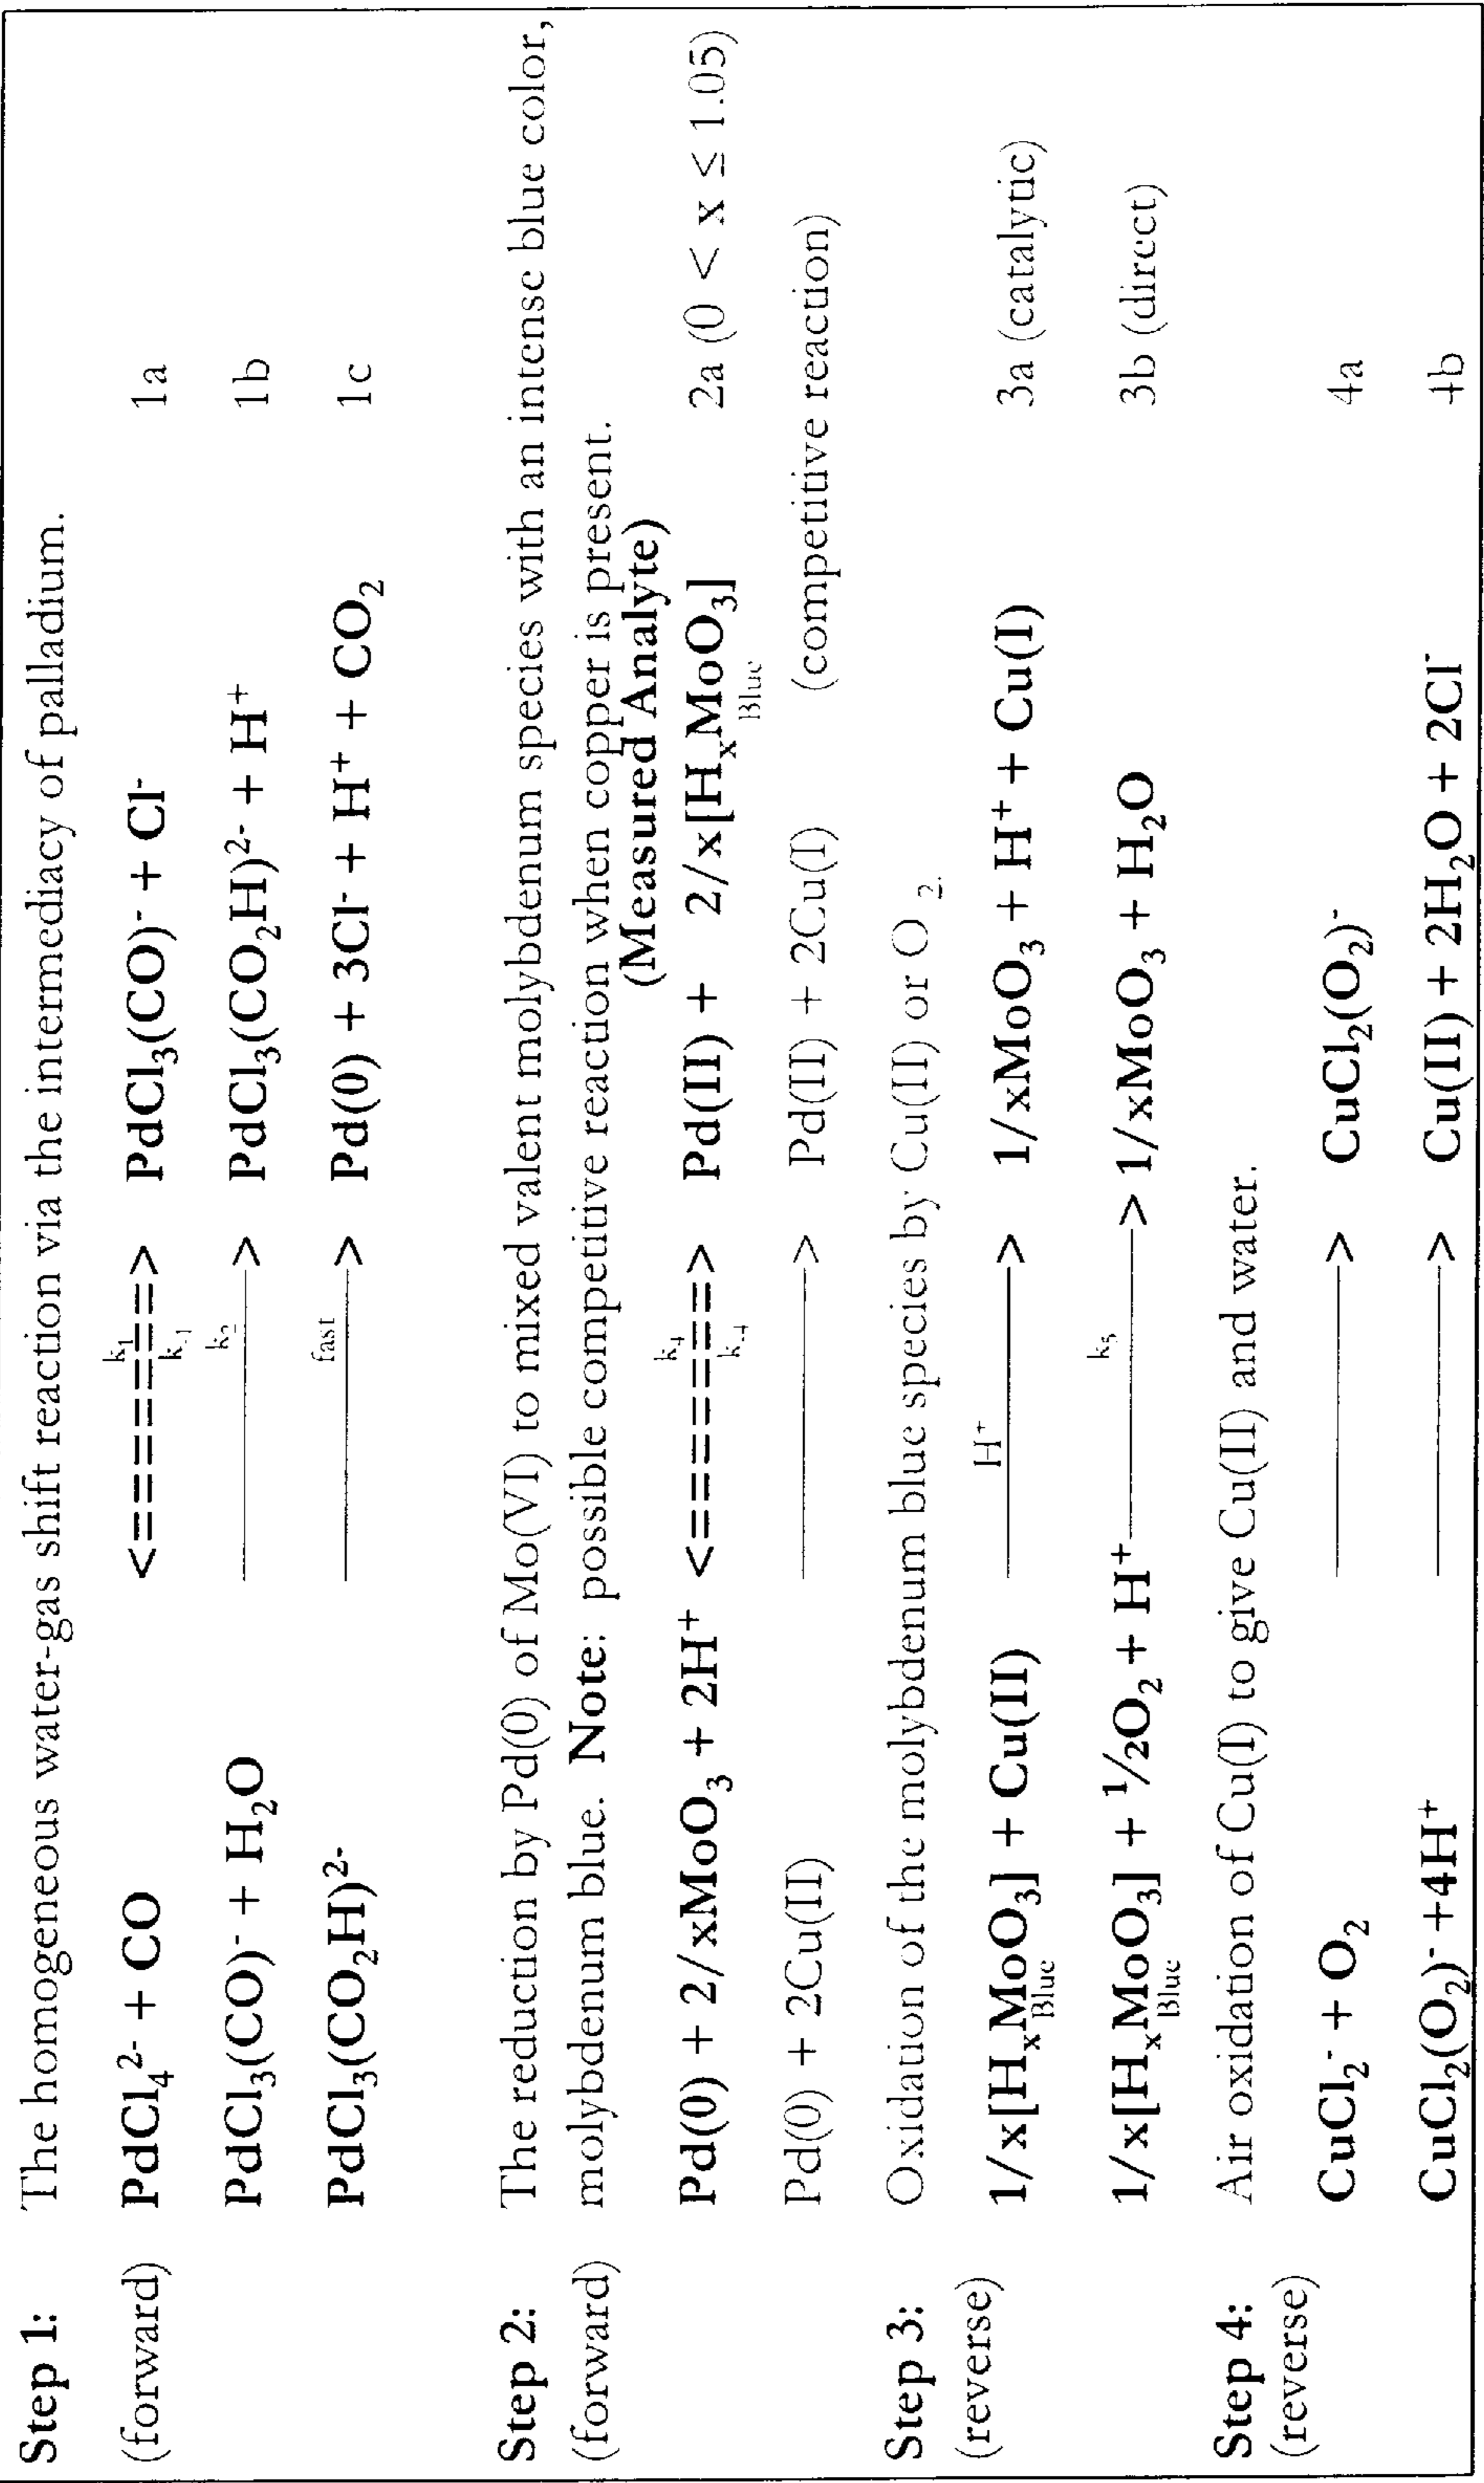 Step 1: The homogeneous water-gas shift reaction via the intermediacy of palladium.
(forward) PdCl₄²⁻ + CO <=======> PdCl₃(CO)⁻ + Cl⁻ 1a
k₁
k₋₁
PdCl₃(CO)⁻ + H₂O ———> PdCl₃(CO₂H)²⁻ + H⁺ 1b
k₂
PdCl₃(CO₂H)²⁻ ———> Pd(0) + 3Cl⁻ + H⁺ + CO₂ 1c
fast
Step 2: The reduction by Pd(0) of Mo(VI) to mixed valent molybdenum species with an intense blue color,
(forward) molybdenum blue. Note: possible competitive reaction when copper is present.
(Measured Analyte)
Pd(0) + 2/xMoO₃ + 2H⁺ <=======> Pd(II) + 2/x[HₓMoO₃] 2a (0 < x ≤ 1.05)
k₄
k₋₄
Blue
Pd(0) + 2Cu(II) ———> Pd(II) + 2Cu(I) (competitive reaction)
Step 3: Oxidation of the molybdenum blue species by Cu(II) or O₂.
(reverse) 1/x[HₓMoO₃] + Cu(II) ———> 1/xMoO₃ + H⁺ + Cu(I) 3a (catalytic)
H⁺
Blue
1/x[HₓMoO₃] + ½O₂ + H⁺ ———> 1/xMoO₃ + H₂O 3b (direct)
k₅
Blue
Step 4: Air oxidation of Cu(I) to give Cu(II) and water.
(reverse) CuCl₂⁻ + O₂ ———> CuCl₂(O₂)⁻ 4a
CuCl₂(O₂)⁻ +4H⁺ ———> Cu(II) + 2H₂O + 2Cl⁻ 4b